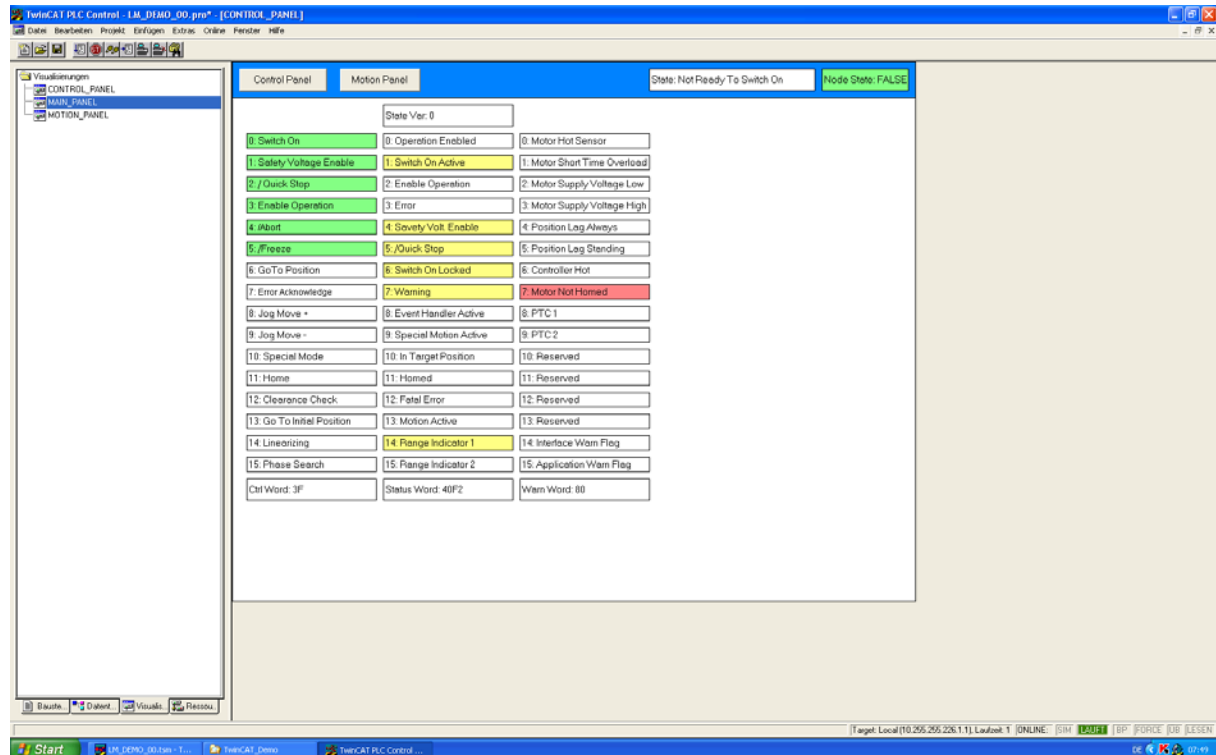 TwinCAT PLC Control - LM_DEMO_00.pro* - [CONTROL_PANEL]
Datei Bearbeiten Projekt Einfügen Extras Online Fenster Hilfe
Visualisierungen
CONTROL_PANEL
MAIN_PANEL
MOTION_PANEL
Control Panel
Motion Panel
State: Not Ready To Switch On
Node State: FALSE
State Var: 0
0: Switch On
0: Operation Enabled
0: Motor Hot Sensor
1: Safety Voltage Enable
1: Switch On Active
1: Motor Short Time Overload
2: / Quick Stop
2: Enable Operation
2: Motor Supply Voltage Low
3: Enable Operation
3: Error
3: Motor Supply Voltage High
4: /Abort
4: Savety Volt. Enable
4: Position Lag Always
5: /Freeze
5: /Quick Stop
5: Position Lag Standing
6: GoTo Position
6: Switch On Locked
6: Controller Hot
7: Error Acknowledge
7: Warning
7: Motor Not Homed
8: Jog Move +
8: Event Handler Active
8: PTC 1
9: Jog Move -
9: Special Motion Active
9: PTC 2
10: Special Mode
10: In Target Position
10: Reserved
11: Home
11: Homed
11: Reserved
12: Clearance Check
12: Fatal Error
12: Reserved
13: Go To Initial Position
13: Motion Active
13: Reserved
14: Linearizing
14: Range Indicator 1
14: Interface Warn Flag
15: Phase Search
15: Range Indicator 2
15: Application Warn Flag
Ctrl Word: 3F
Status Word: 40F2
Warn Word: 80
Bauste... Datent... Visualis... Ressou...
Target: Local (10.255.255.226.1.1), Laufzeit: 1 ONLINE: SIM LÄUFT BP FORCE UB LESEN
Start LM_DEMO_00.tsm - T... TwinCAT_Demo TwinCAT PLC Control ... DE 07:49